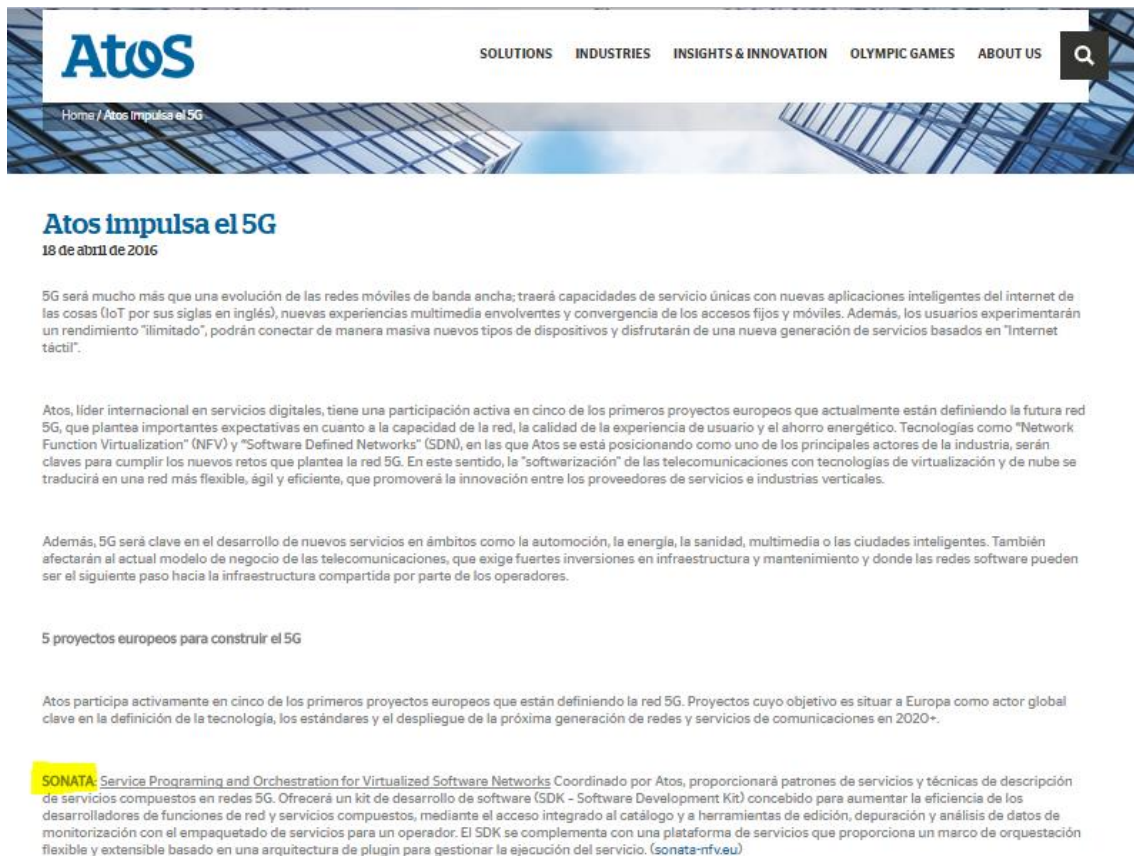 Atos
SOLUTIONS INDUSTRIES INSIGHTS & INNOVATION OLYMPIC GAMES ABOUT US
Home / Atos impulsa el 5G
Atos impulsa el 5G
18 de abril de 2016
5G será mucho más que una evolución de las redes móviles de banda ancha; traerá capacidades de servicio únicas con nuevas aplicaciones inteligentes del internet de
las cosas (IoT por sus siglas en inglés), nuevas experiencias multimedia envolventes y convergencia de los accesos fijos y móviles. Además, los usuarios experimentarán
un rendimiento "ilimitado", podrán conectar de manera masiva nuevos tipos de dispositivos y disfrutarán de una nueva generación de servicios basados en "Internet
táctil".
Atos, líder internacional en servicios digitales, tiene una participación activa en cinco de los primeros proyectos europeos que actualmente están definiendo la futura red
5G, que plantea importantes expectativas en cuanto a la capacidad de la red, la calidad de la experiencia de usuario y el ahorro energético. Tecnologías como "Network
Function Virtualization" (NFV) y "Software Defined Networks" (SDN), en las que Atos se está posicionando como uno de los principales actores de la industria, serán
claves para cumplir los nuevos retos que plantea la red 5G. En este sentido, la "softwarización" de las telecomunicaciones con tecnologías de virtualización y de nube se
traducirá en una red más flexible, ágil y eficiente, que promoverá la innovación entre los proveedores de servicios e industrias verticales.
Además, 5G será clave en el desarrollo de nuevos servicios en ámbitos como la automoción, la energía, la sanidad, multimedia o las ciudades inteligentes. También
afectarán al actual modelo de negocio de las telecomunicaciones, que exige fuertes inversiones en infraestructura y mantenimiento y donde las redes software pueden
ser el siguiente paso hacia la infraestructura compartida por parte de los operadores.
5 proyectos europeos para construir el 5G
Atos participa activamente en cinco de los primeros proyectos europeos que están definiendo la red 5G. Proyectos cuyo objetivo es situar a Europa como actor global
clave en la definición de la tecnología, los estándares y el despliegue de la próxima generación de redes y servicios de comunicaciones en 2020+.
SONATA: Service Programing and Orchestration for Virtualized Software Networks Coordinado por Atos, proporcionará patrones de servicios y técnicas de descripción
de servicios compuestos en redes 5G. Ofrecerá un kit de desarrollo de software (SDK - Software Development Kit) concebido para aumentar la eficiencia de los
desarrolladores de funciones de red y servicios compuestos, mediante el acceso integrado al catálogo y a herramientas de edición, depuración y análisis de datos de
monitorización con el empaquetado de servicios para un operador. El SDK se complementa con una plataforma de servicios que proporciona un marco de orquestación
flexible y extensible basado en una arquitectura de plugin para gestionar la ejecución del servicio. (sonata-nfv.eu)